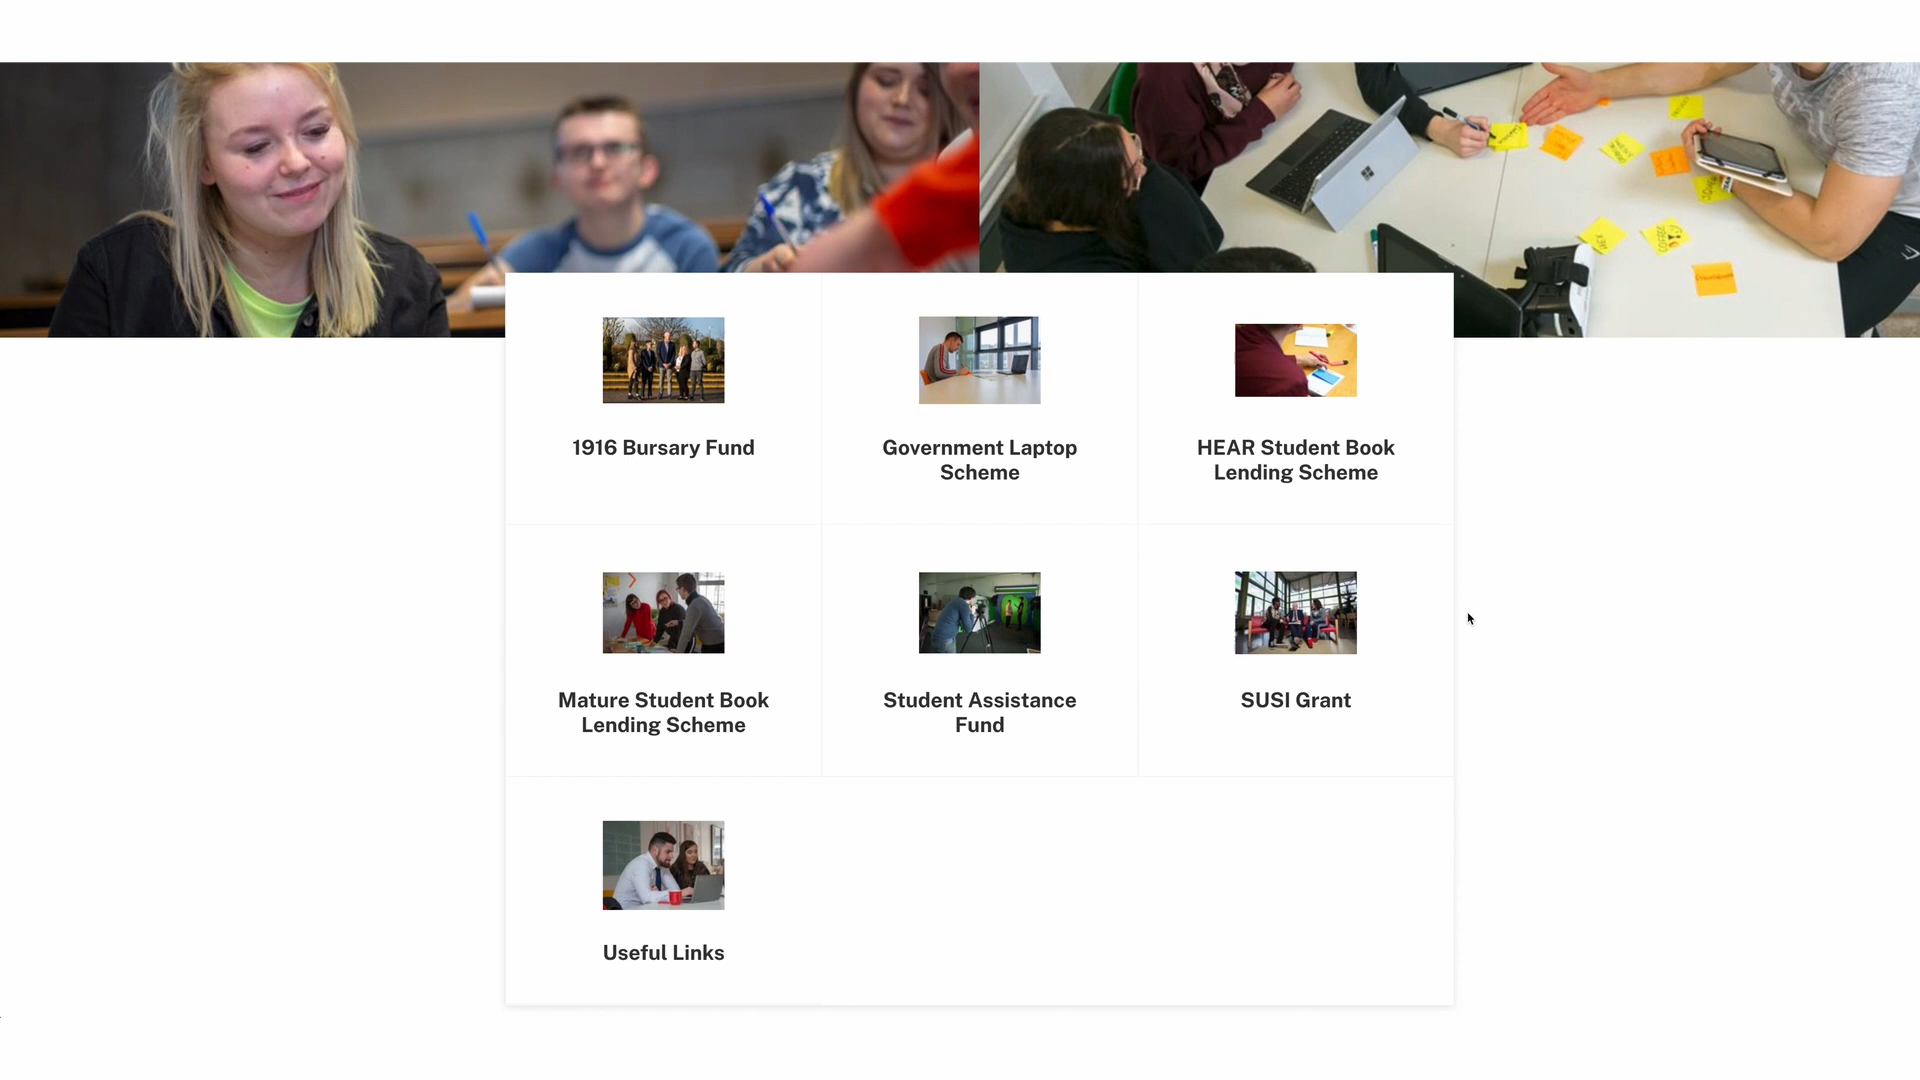 1916 Bursary Fund
Government Laptop
Scheme
HEAR Student Book
Lending Scheme
Mature Student Book
Lending Scheme
Student Assistance
Fund
SUSI Grant
Useful Links